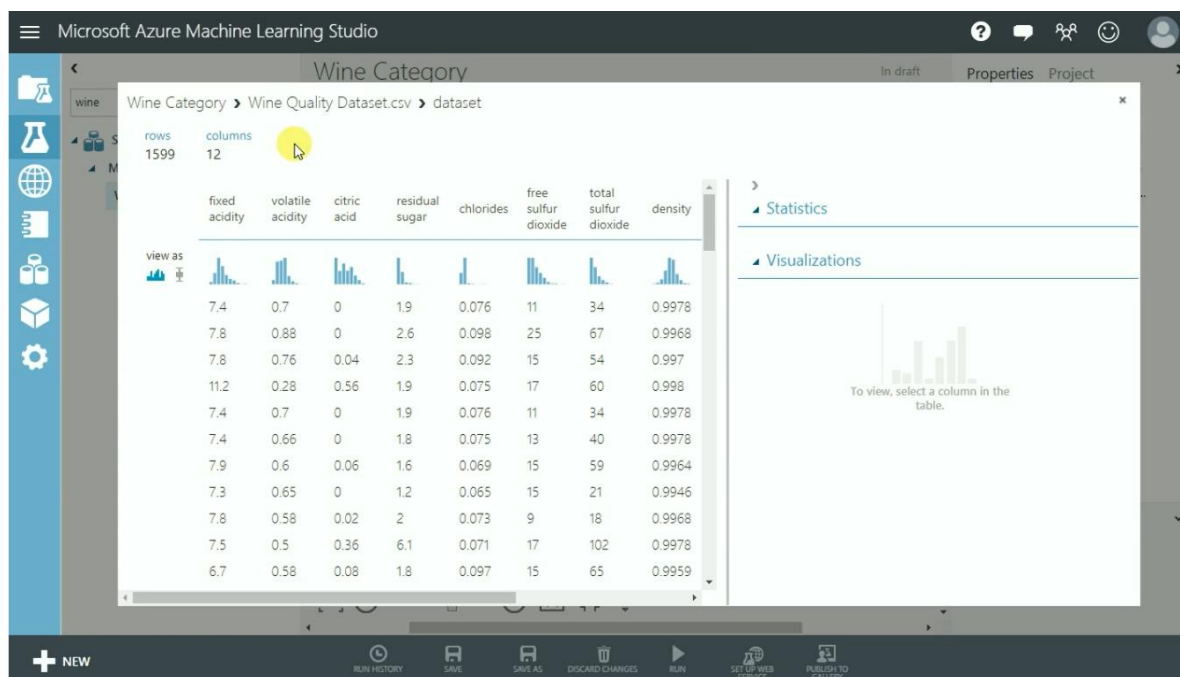 Microsoft Azure Machine Learning Studio
Wine Category
In draft
Properties Project
wine
Wine Category > Wine Quality Dataset.csv > dataset
rows columns
1599 12
fixed acidity volatile acidity citric acid residual sugar chlorides free sulfur dioxide total sulfur dioxide density
view as
7.4 0.7 0 1.9 0.076 11 34 0.9978
7.8 0.88 0 2.6 0.098 25 67 0.9968
7.8 0.76 0.04 2.3 0.092 15 54 0.997
11.2 0.28 0.56 1.9 0.075 17 60 0.998
7.4 0.7 0 1.9 0.076 11 34 0.9978
7.4 0.66 0 1.8 0.075 13 40 0.9978
7.9 0.6 0.06 1.6 0.069 15 59 0.9964
7.3 0.65 0 1.2 0.065 15 21 0.9946
7.8 0.58 0.02 2 0.073 9 18 0.9968
7.5 0.5 0.36 6.1 0.071 17 102 0.9978
6.7 0.58 0.08 1.8 0.097 15 65 0.9959
Statistics
Visualizations
To view, select a column in the
table.
NEW
RUN HISTORY SAVE SAVE AS DISCARD CHANGES RUN SET UP WEB SERVICE PUBLISH TO GALLERY